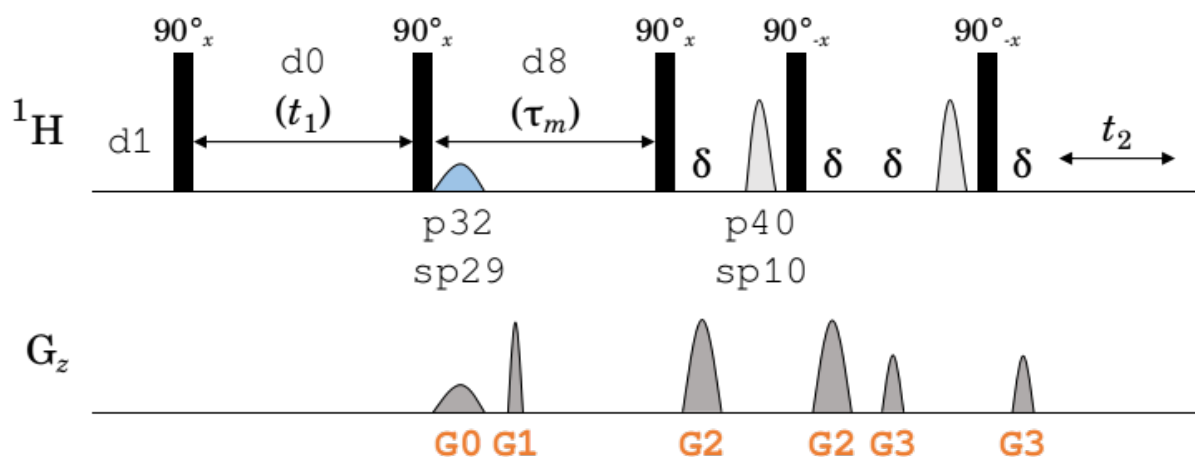 90°x 90°x 90°x 90°-x 90°-x
d0 d8
¹H d1 (t₁) (τₘ) δ δ δ δ t₂
p32 p40
sp29 sp10
G_z
G0 G1 G2 G2 G3 G3